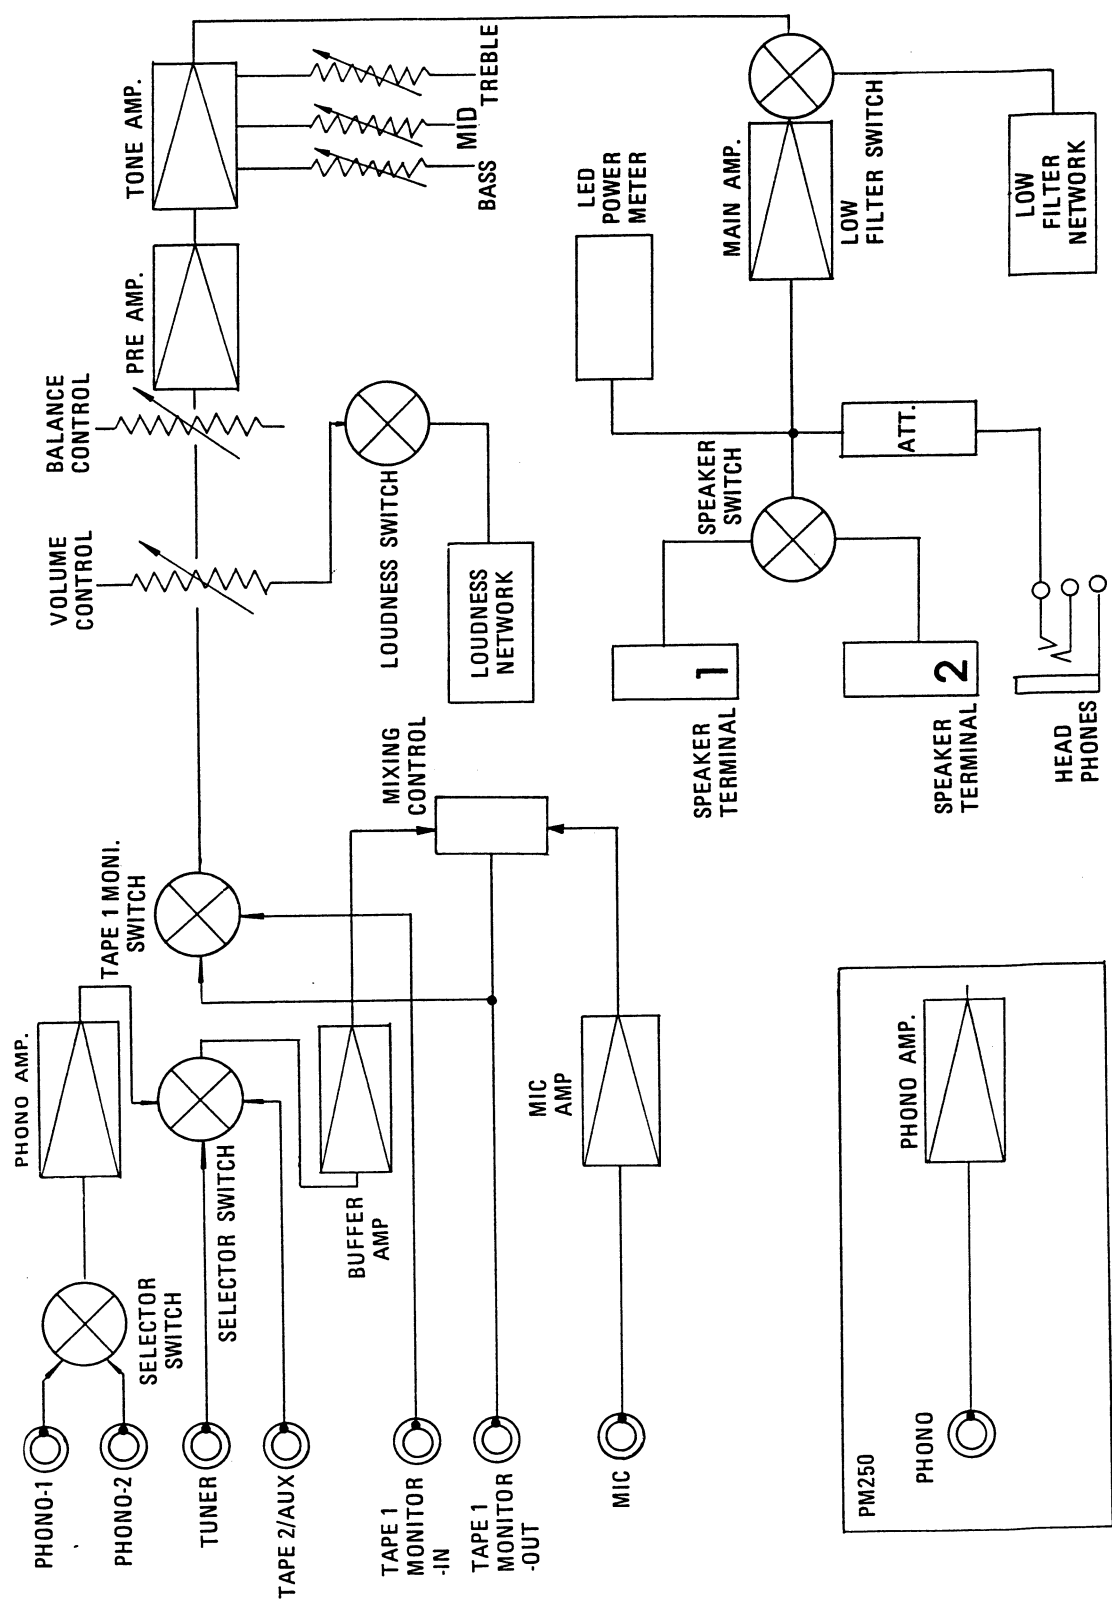 PHONO-1
PHONO-2
TUNER
TAPE 2/AUX
TAPE 1
MONITOR
-IN
TAPE 1
MONITOR
-OUT
MIC
SELECTOR
SWITCH
PHONO AMP.
SELECTOR SWITCH
BUFFER
AMP
MIC
AMP
TAPE 1 MONI.
SWITCH
MIXING
CONTROL
VOLUME
CONTROL
BALANCE
CONTROL
LOUDNESS SWITCH
LOUDNESS
NETWORK
PRE AMP.
TONE AMP.
BASS
MID
TREBLE
LOW
FILTER SWITCH
LOW
FILTER
NETWORK
MAIN AMP.
LED
POWER
METER
ATT.
SPEAKER
SWITCH
1
SPEAKER
TERMINAL
2
SPEAKER
TERMINAL
HEAD
PHONES
PM250
PHONO
PHONO AMP.